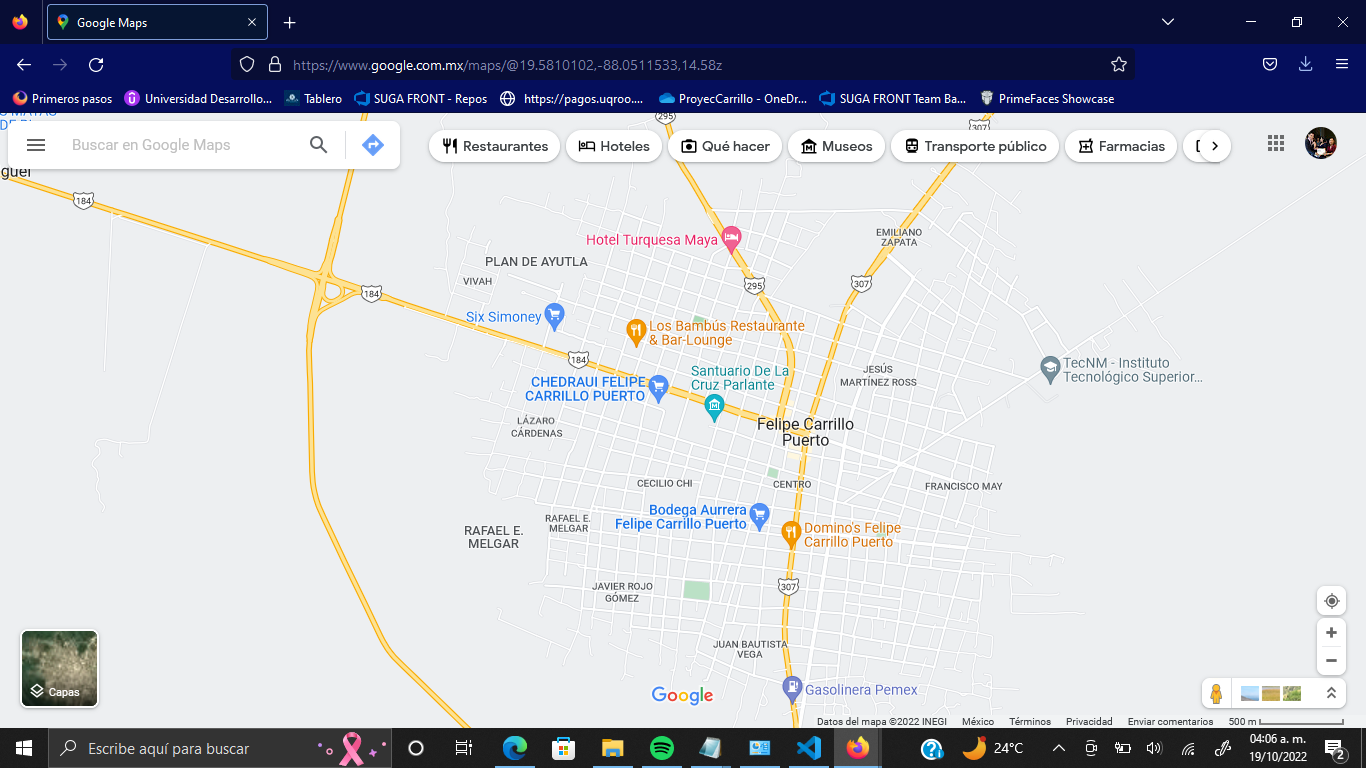 Google Maps
https://www.google.com.mx/maps/@19.5810102,-88.0511533,14.58z
Primeros pasos
Universidad Desarrollo...
Tablero
SUGA FRONT - Repos
https://pagos.uqroo....
ProyecCarrillo - OneDr...
SUGA FRONT Team Ba...
PrimeFaces Showcase
Buscar en Google Maps
Restaurantes
Hoteles
Qué hacer
Museos
Transporte público
Farmacias
295
307
guel
184
EMILIANO
ZAPATA
Hotel Turquesa Maya
PLAN DE AYUTLA
VIVAH
184
295
307
Six Simoney
Los Bambús Restaurante
& Bar-Lounge
184
Santuario De La
Cruz Parlante
JESÚS
MARTÍNEZ ROSS
TecNM - Instituto
Tecnológico Superior...
CHEDRAUI FELIPE
CARRILLO PUERTO
LÁZARO
CÁRDENAS
Felipe Carrillo
Puerto
CECILIO CHI
CENTRO
FRANCISCO MAY
Bodega Aurrera
Felipe Carrillo Puerto
RAFAEL E.
MELGAR
RAFAEL E.
MELGAR
Domino's Felipe
Carrillo Puerto
JAVIER ROJO
GÓMEZ
307
JUAN BAUTISTA
VEGA
Capas
Google
Gasolinera Pemex
Datos del mapa ©2022 INEGI
México
Términos
Privacidad
Enviar comentarios
500 m
Escribe aquí para buscar
24°C
04:06 a. m.
19/10/2022
2